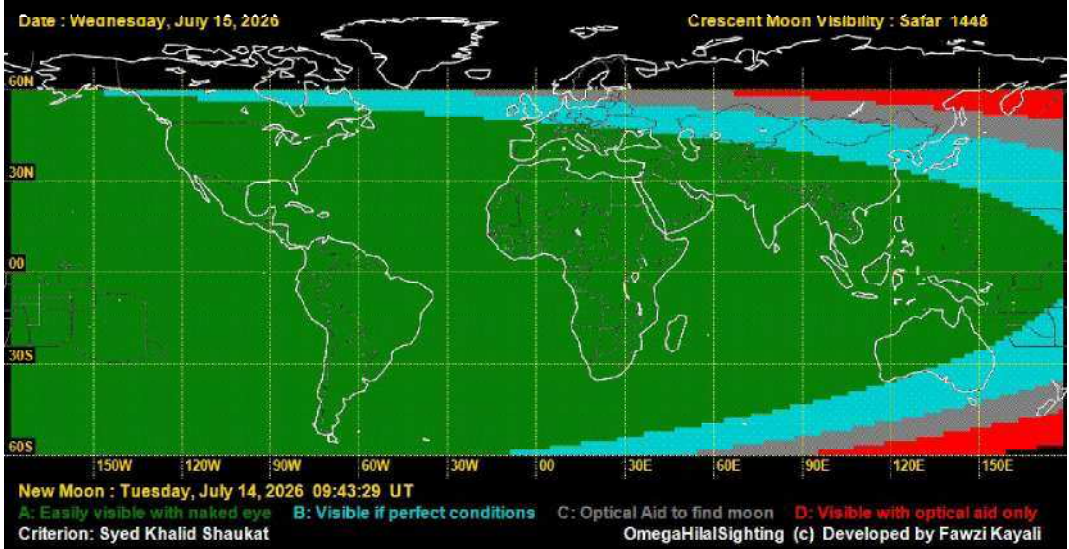 Date : Wednesday, July 15, 2026 Crescent Moon Visibility : Safar 1448
60N
30N
00
30S
60S
150W 120W 90W 60W 30W 00 30E 60E 90E 120E 150E
New Moon : Tuesday, July 14, 2026 09:43:29 UT
A: Easily visible with naked eye B: Visible if perfect conditions C: Optical Aid to find moon D: Visible with optical aid only
Criterion: Syed Khalid Shaukat OmegaHilalSighting (c) Developed by Fawzi Kayali